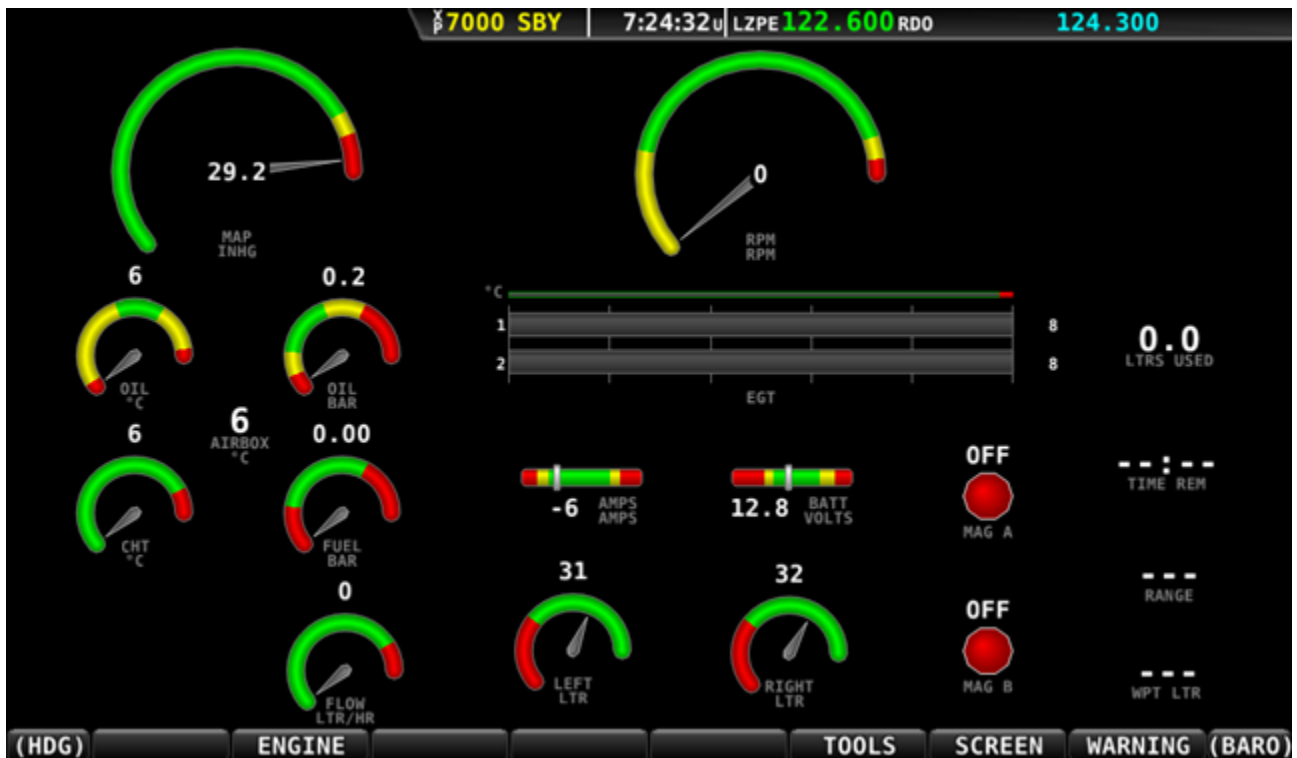 XP 7000 SBY 7:24:32U LZPE 122.600 RDO 124.300
29.2
MAP
INHG
0
RPM
RPM
6
OIL
°C
0.2
OIL
BAR
°C
1 8
2 8
EGT
0.0
LTRS USED
6
AIRBOX
°C
6
CHT
°C
0.00
FUEL
BAR
-6 AMPS
AMPS
12.8 BATT
VOLTS
OFF
MAG A
--:--
TIME REM
0
FLOW
LTR/HR
31
LEFT
LTR
32
RIGHT
LTR
OFF
MAG B
---
RANGE
---
WPT LTR
(HDG) ENGINE TOOLS SCREEN WARNING (BARO)